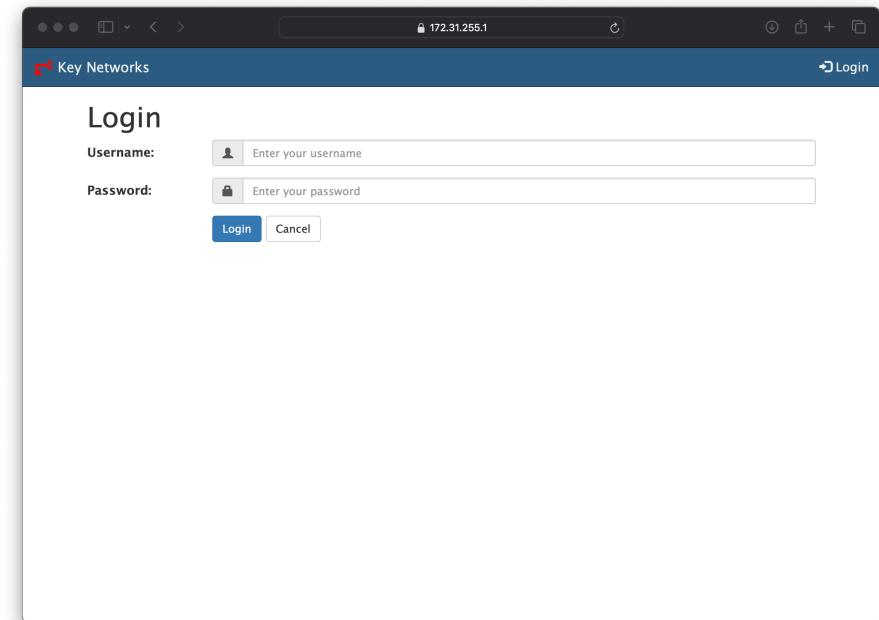 172.31.255.1
Key Networks
Login
Login
Username:
Enter your username
Password:
Enter your password
Login
Cancel